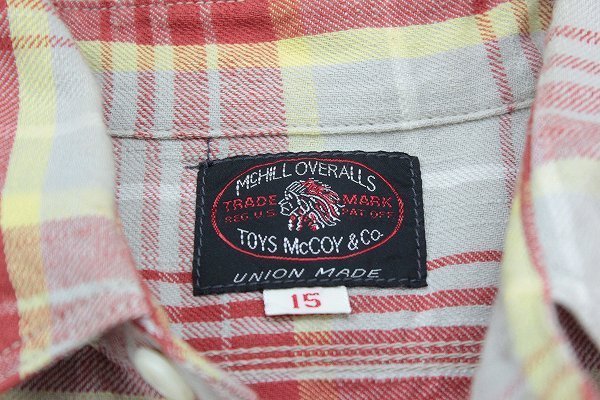 McHILL OVERALLS
TRADE MARK
REG U.S. PAT OFF
TOYS McCOY & Co.
UNION MADE
15